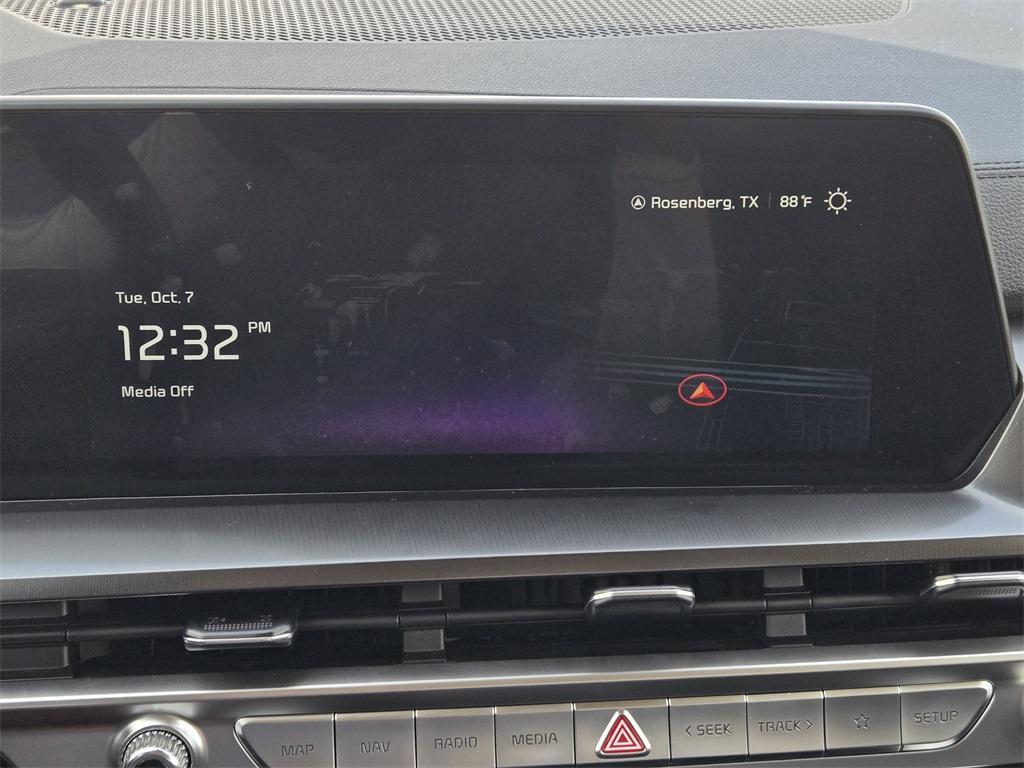 Rosenberg, TX 88°F
Tue, Oct. 7
12:32 PM
Media Off
MAP NAV RADIO MEDIA < SEEK TRACK > SETUP